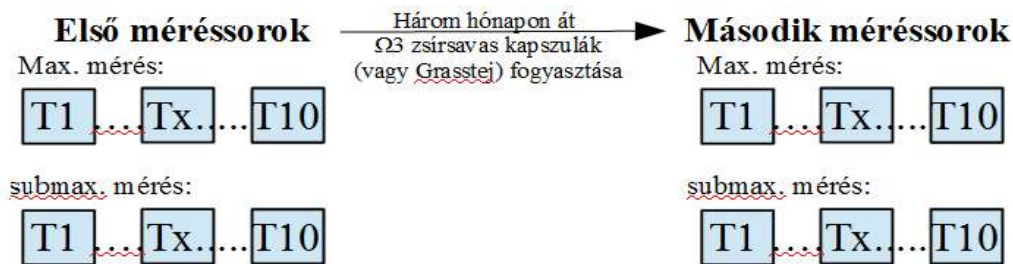 Első méréssorok
Három hónapon át
Ω3 zsírsavas kapszulák
(vagy Grasstej) fogyasztása
Második méréssorok
Max. mérés:
T1....Tx.....T10
submax. mérés:
T1....Tx.....T10
Max. mérés:
T1....Tx.....T10
submax. mérés:
T1....Tx.....T10